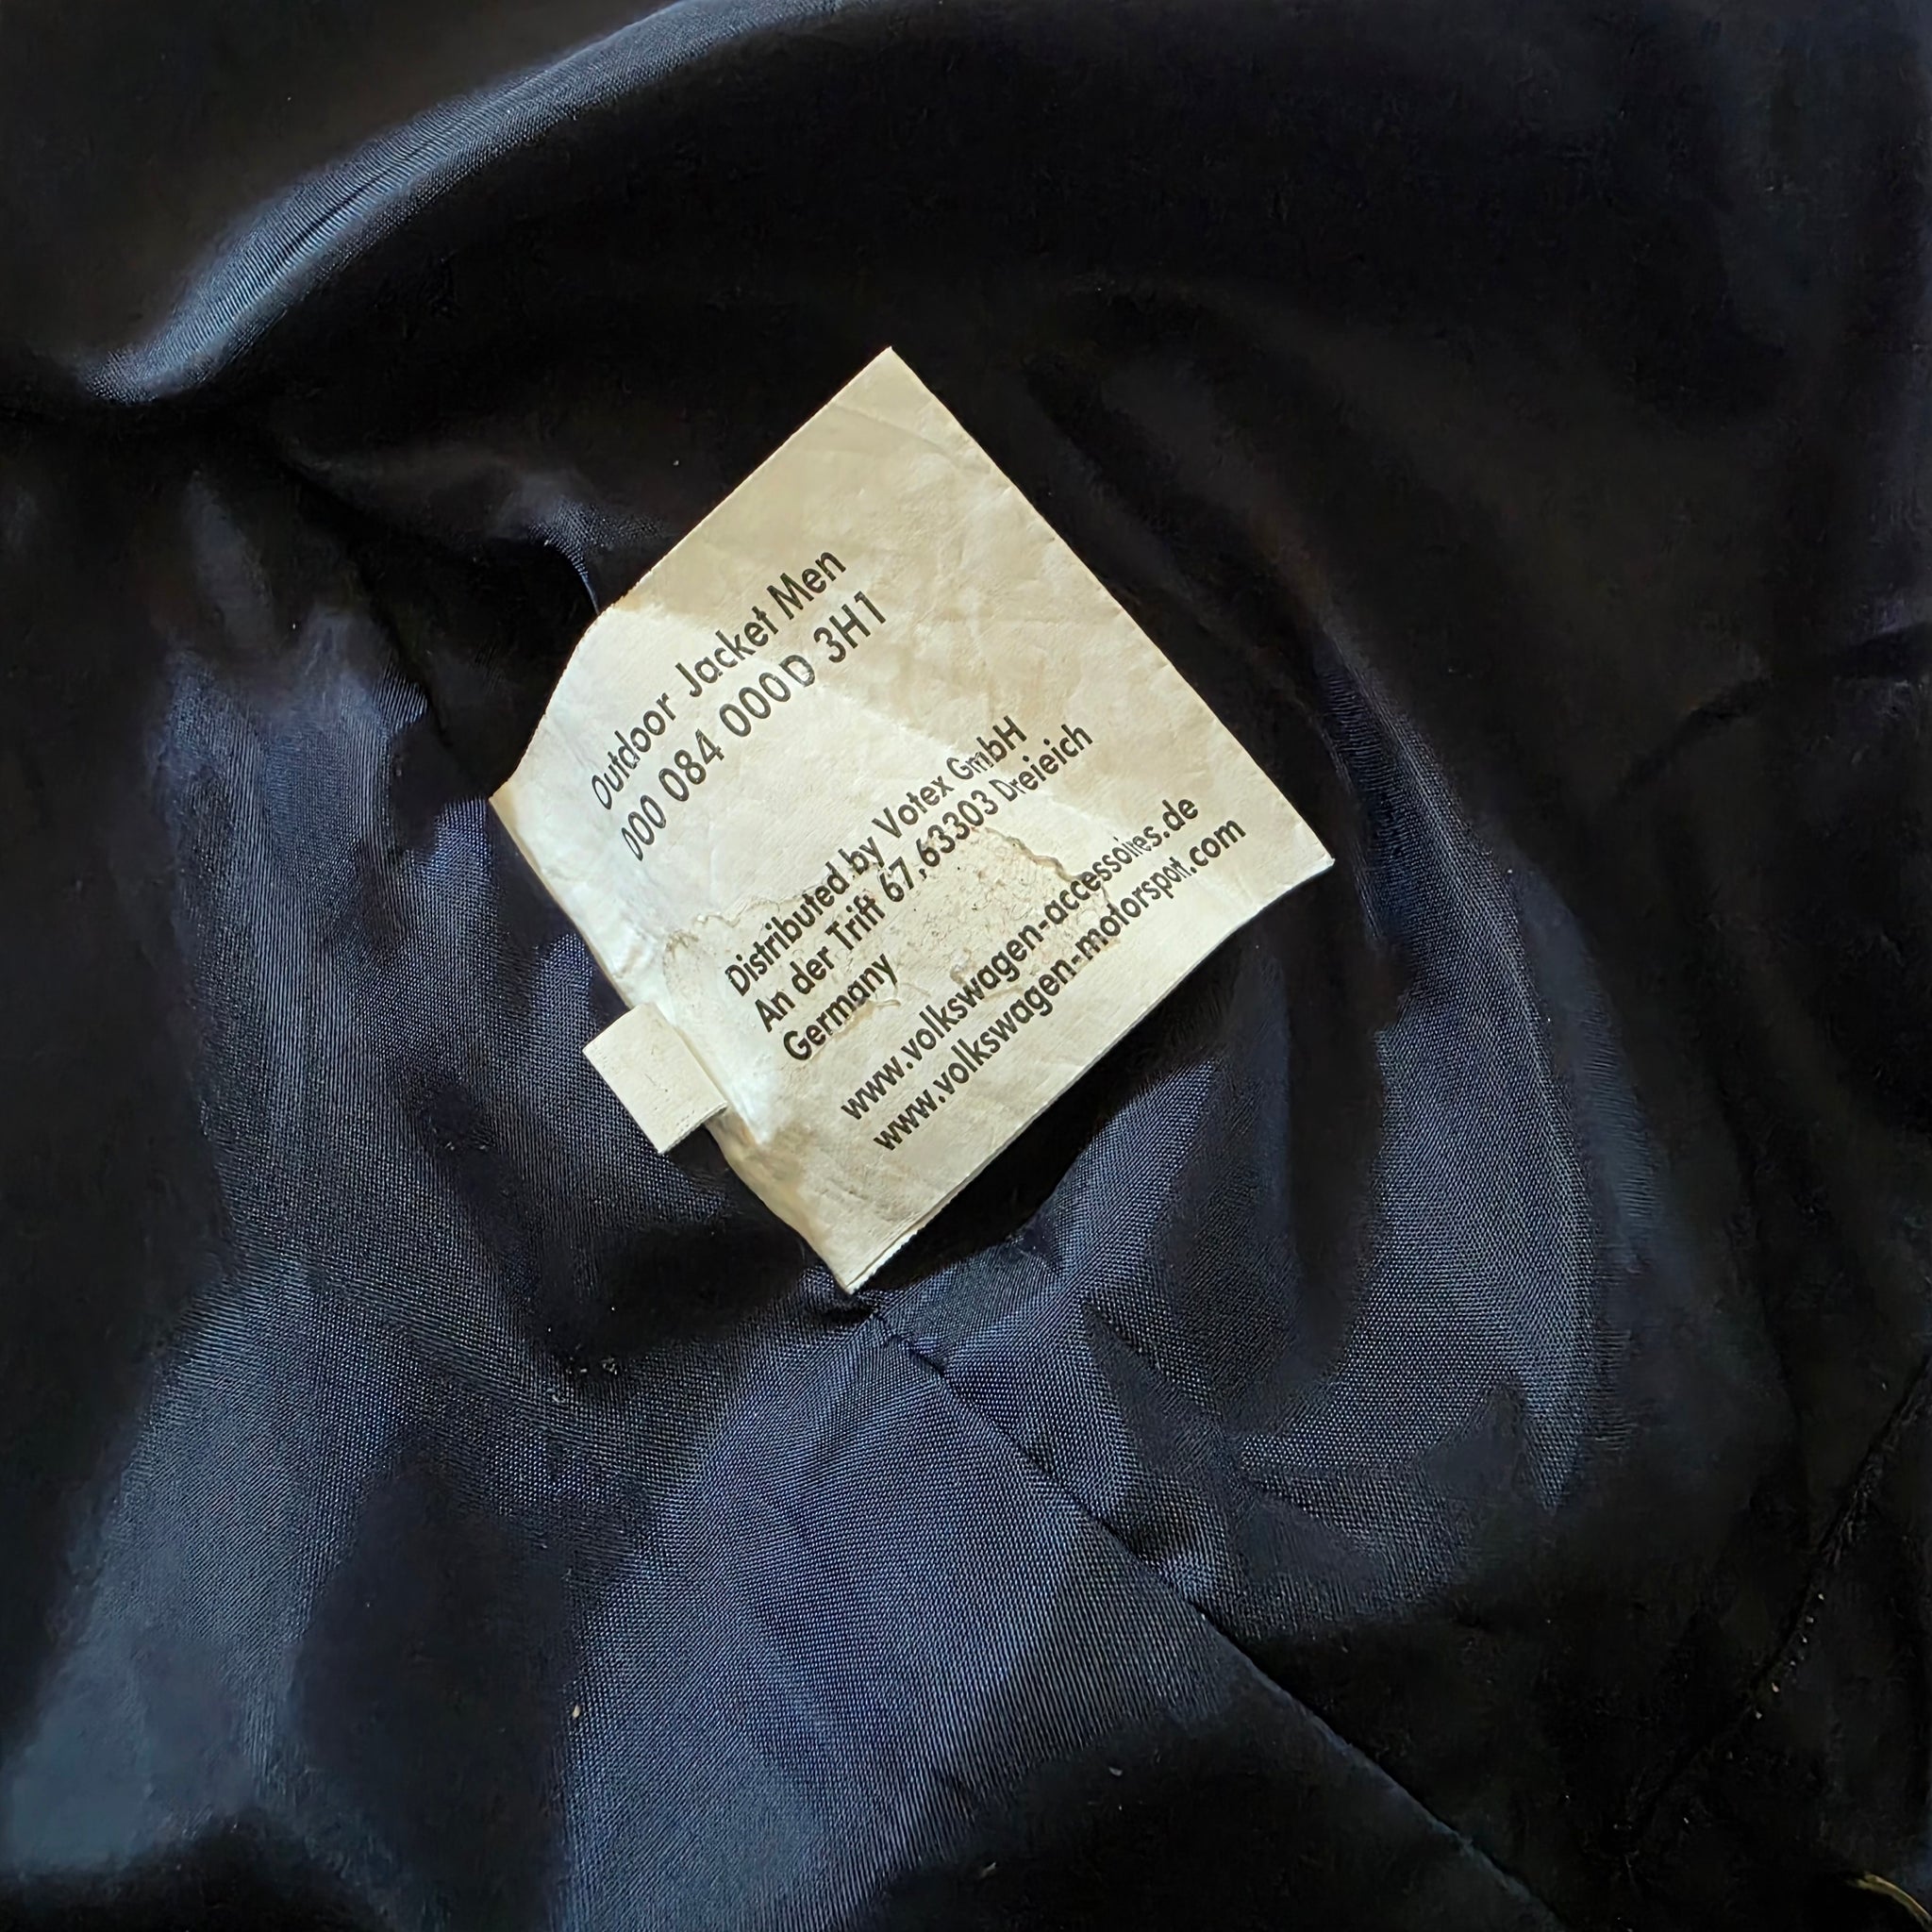 Outdoor Jacket Men
000 084 000D 3H1
Distributed by Votex GmbH
An der Trift 67,63303 Dreieich
Germany
www.volkswagen-accessoires.de
www.volkswagen-motorsport.com